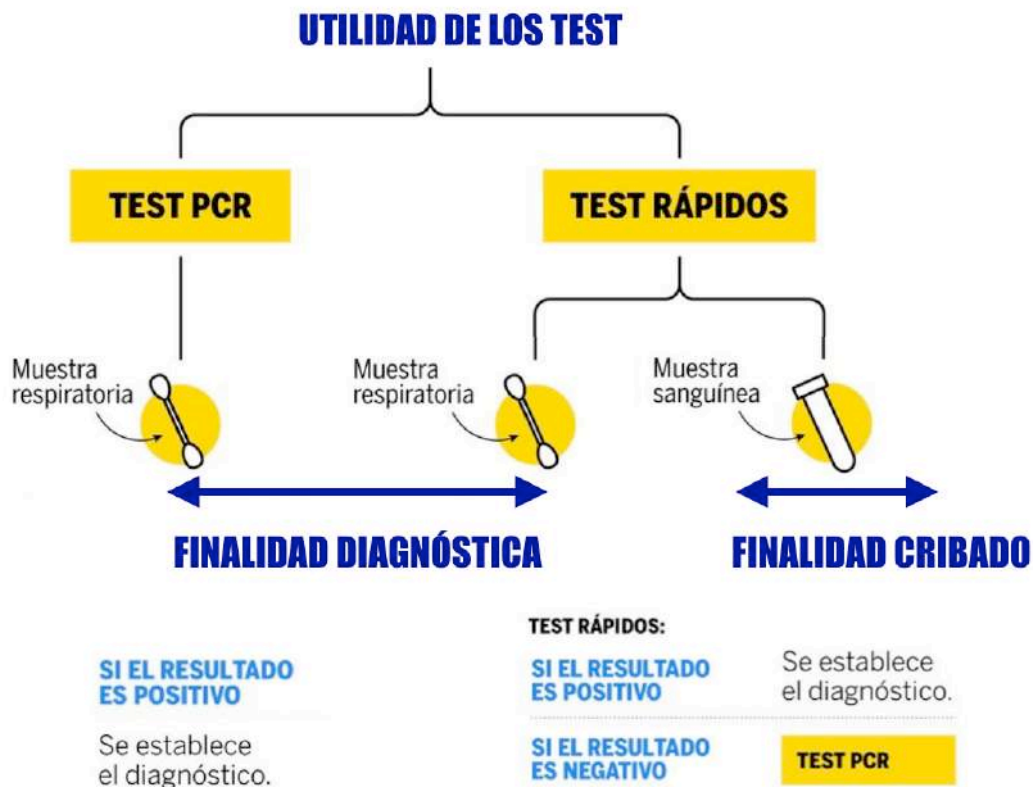 UTILIDAD DE LOS TEST
TEST PCR
TEST RÁPIDOS
Muestra
respiratoria
Muestra
respiratoria
Muestra
sanguínea
FINALIDAD DIAGNÓSTICA
FINALIDAD CRIBADO
SI EL RESULTADO
ES POSITIVO
Se establece
el diagnóstico.
TEST RÁPIDOS:
SI EL RESULTADO
ES POSITIVO
Se establece
el diagnóstico.
SI EL RESULTADO
ES NEGATIVO
TEST PCR